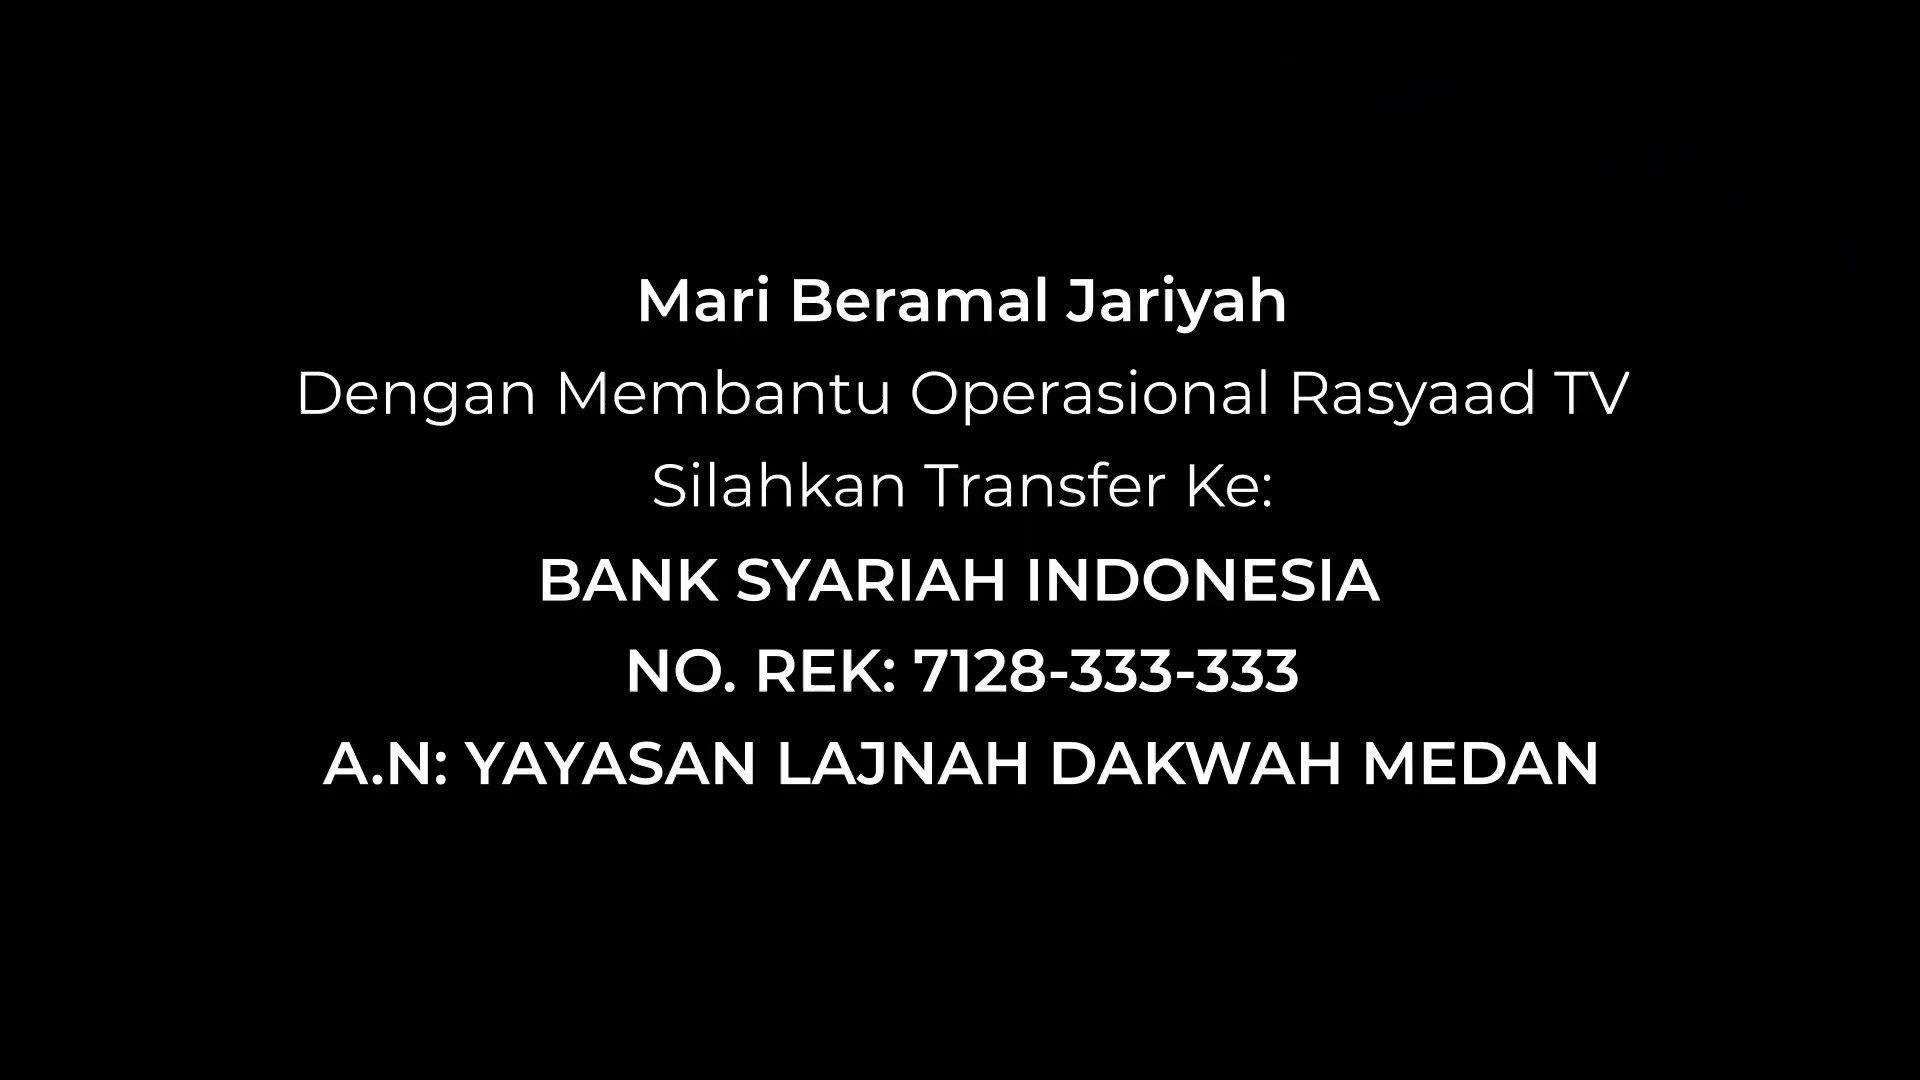 Mari Beramal Jariyah
Dengan Membantu Operasional Rasyaad TV
Silahkan Transfer Ke:
BANK SYARIAH INDONESIA
NO. REK: 7128-333-333
A.N: YAYASAN LAJNAH DAKWAH MEDAN